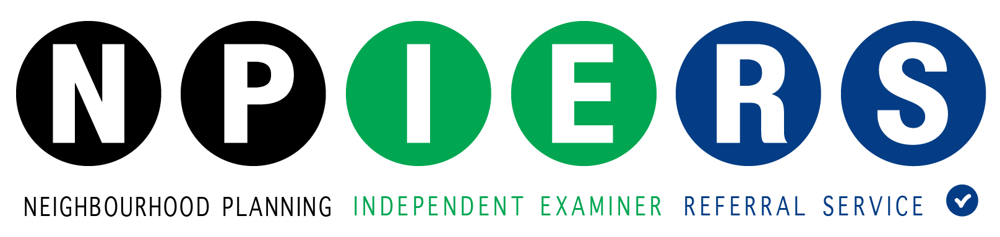 NPIERS
NEIGHBOURHOOD PLANNING INDEPENDENT EXAMINER REFERRAL SERVICE